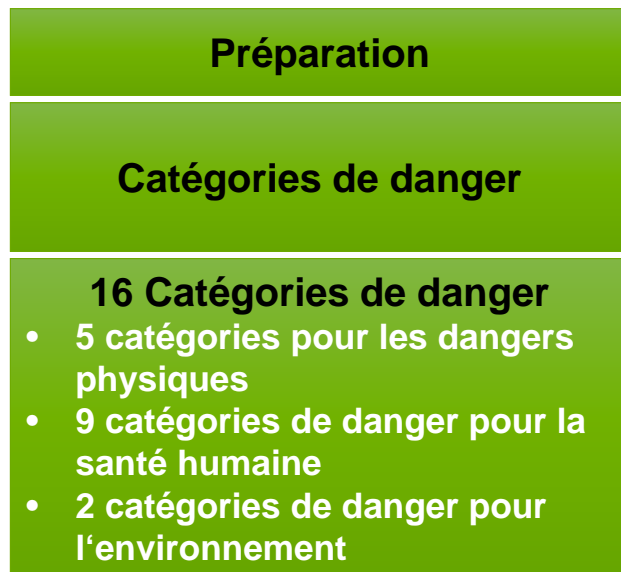 Préparation
Catégories de danger
16 Catégories de danger
• 5 catégories pour les dangers
physiques
• 9 catégories de danger pour la
santé humaine
• 2 catégories de danger pour
l‘environnement